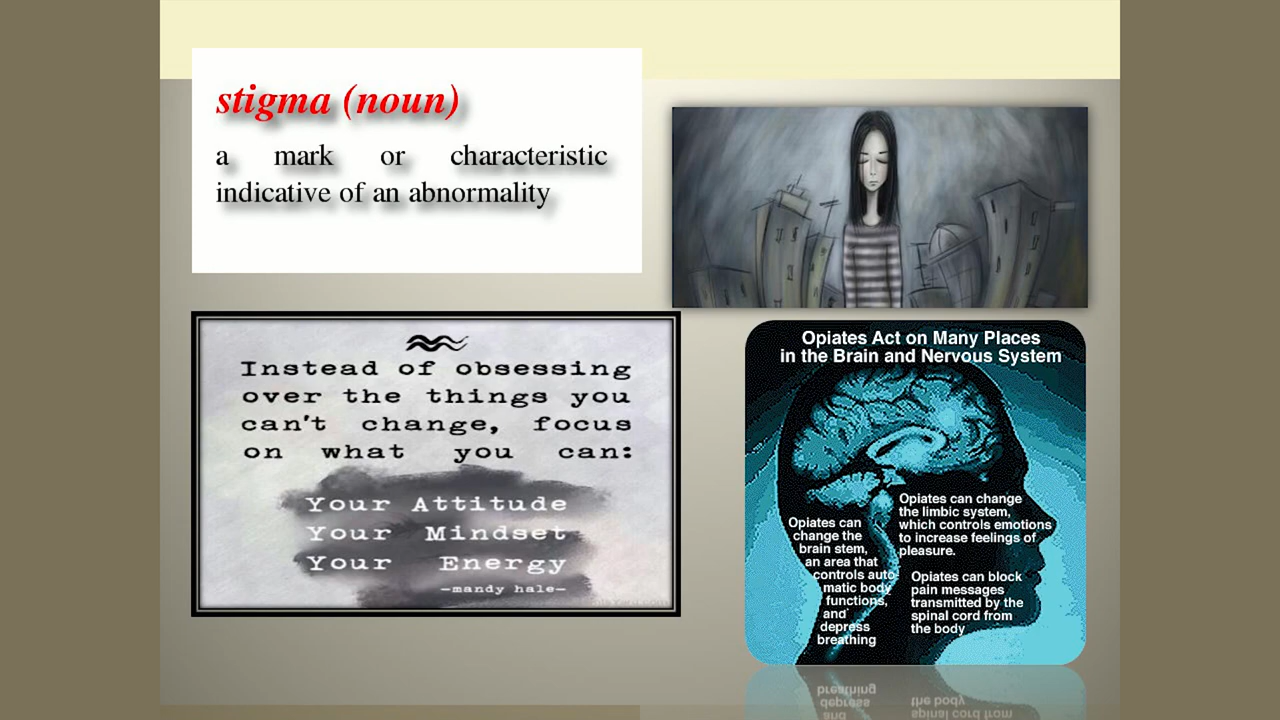 stigma (noun)
a mark or characteristic
indicative of an abnormality
Instead of obsessing
over the things you
can't change, focus
on what you can:
Your Attitude
Your Mindset
Your Energy
—mandy hale—
Opiates Act on Many Places
in the Brain and Nervous System
Opiates can change
the limbic system,
which controls emotions
to increase feelings of
pleasure.
Opiates can
change the
brain stem,
an area that
controls auto-
matic body
functions,
and
depress
breathing
Opiates can block
pain messages
transmitted by the
spinal cord from
the body